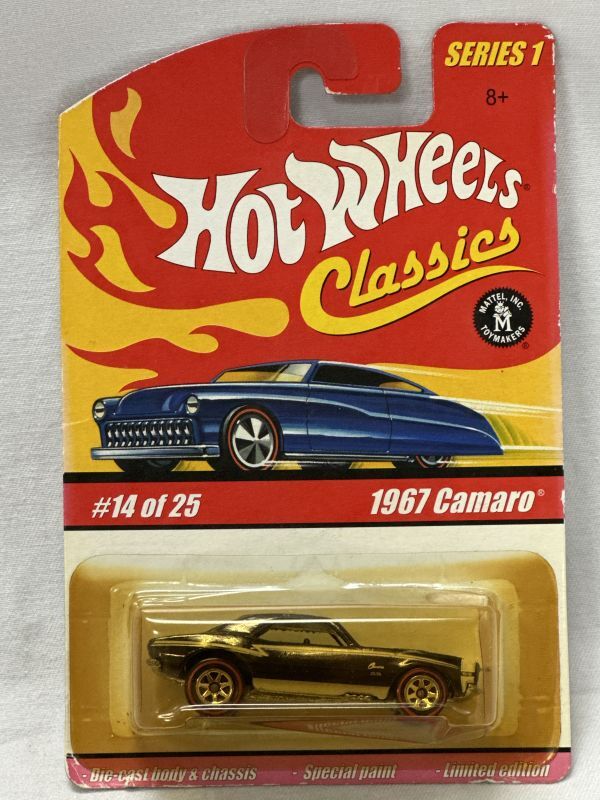 SERIES 1
8+
Hot Wheels®
Classics
MATTEL, INC.
M
TOYMAKERS
#14 of 25
1967 Camaro®
Camaro
- Die-cast body & chassis - Special paint - Limited edition